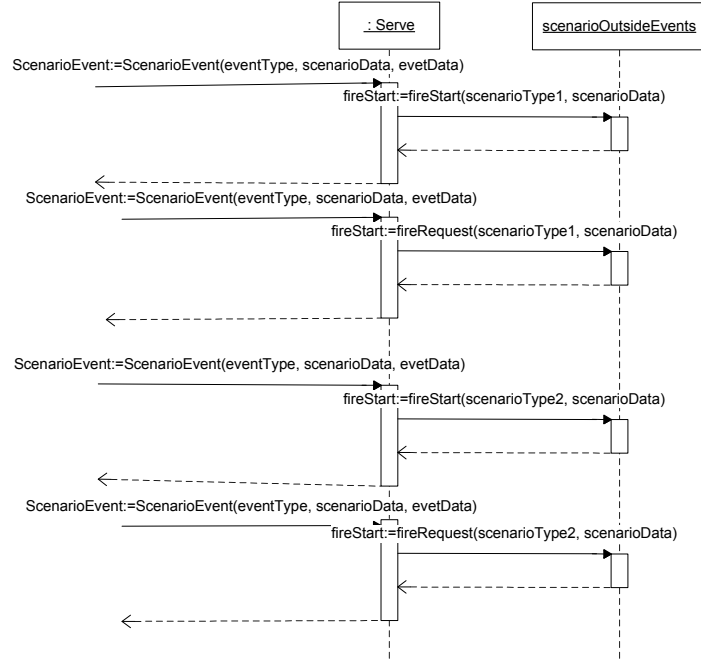 : Serve
scenarioOutsideEvents
ScenarioEvent:=ScenarioEvent(eventType, scenarioData, evetData)
fireStart:=fireStart(scenarioType1, scenarioData)
ScenarioEvent:=ScenarioEvent(eventType, scenarioData, evetData)
fireStart:=fireRequest(scenarioType1, scenarioData)
ScenarioEvent:=ScenarioEvent(eventType, scenarioData, evetData)
fireStart:=fireStart(scenarioType2, scenarioData)
ScenarioEvent:=ScenarioEvent(eventType, scenarioData, evetData)
fireStart:=fireRequest(scenarioType2, scenarioData)